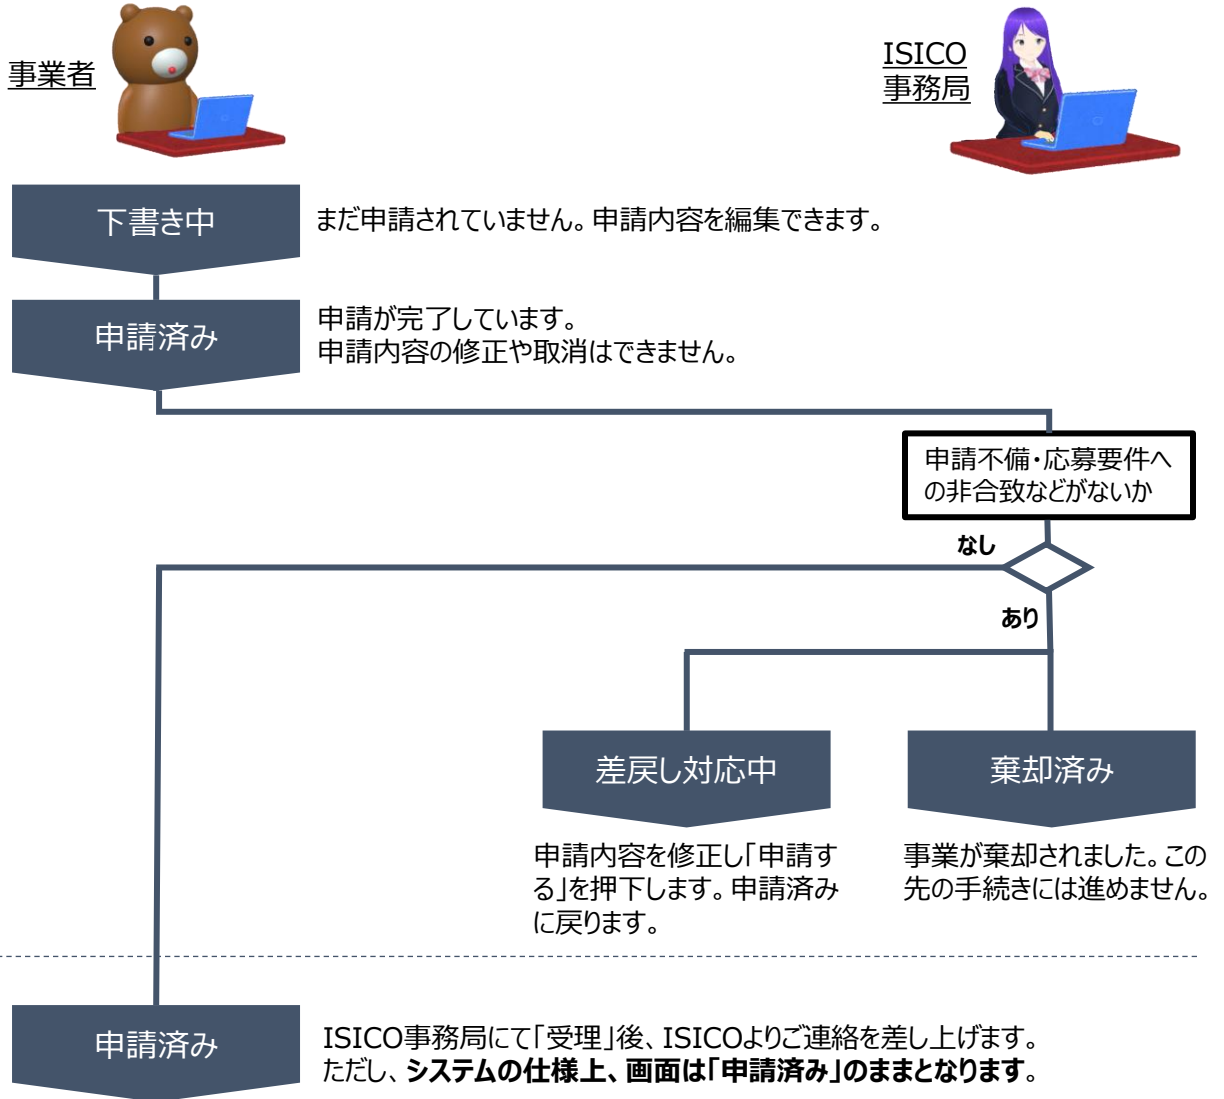 事業者
ISICO
事務局
下書き中
まだ申請されていません。申請内容を編集できます。
申請済み
申請が完了しています。
申請内容の修正や取消はできません。
申請不備・応募要件へ
の非合致などがないか
なし
あり
差戻し対応中
申請内容を修正し「申請す
る」を押下します。申請済み
に戻ります。
棄却済み
事業が棄却されました。この
先の手続きには進めません。
申請済み
ISICO事務局にて「受理」後、ISICOよりご連絡を差し上げます。
ただし、システムの仕様上、画面は「申請済み」のままとなります。